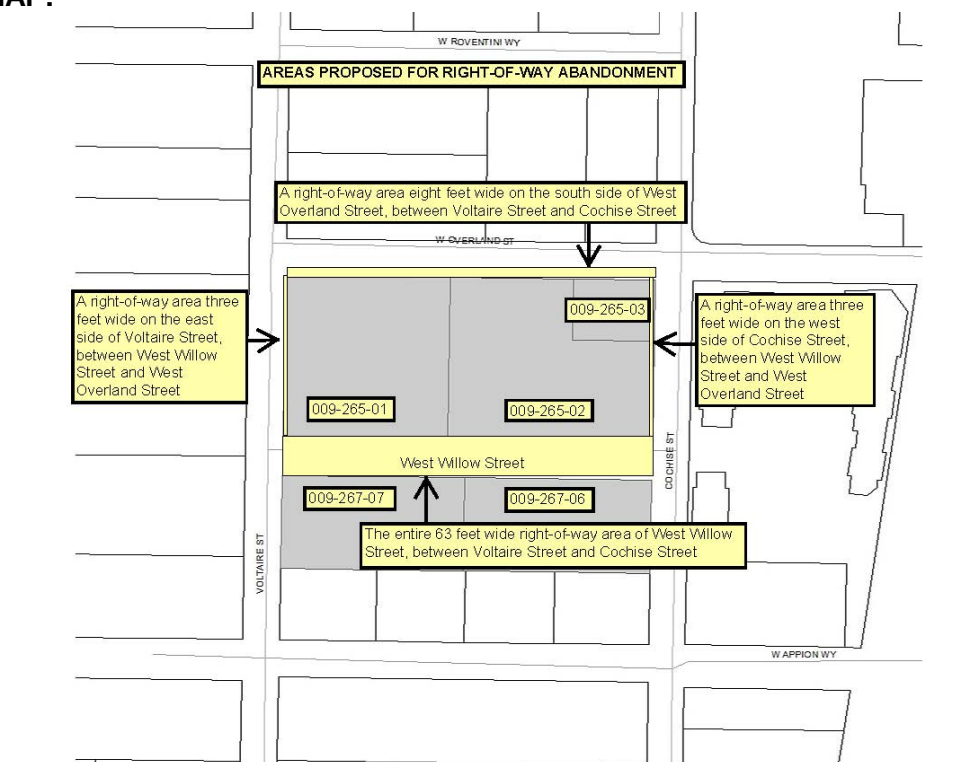 W ROVENTINI WY
AREAS PROPOSED FOR RIGHT-OF-WAY ABANDONMENT
A right-of-way area eight feet wide on the south side of West
Overland Street, between Voltaire Street and Cochise Street
W OVERLAND ST
A right-of-way area three
feet wide on the east
side of Voltaire Street,
between West Willow
Street and West
Overland Street
009-265-03
A right-of-way area three
feet wide on the west
side of Cochise Street,
between West Willow
Street and West
Overland Street
009-265-01
009-265-02
West Willow Street
COCHISE ST
009-267-07
009-267-06
The entire 63 feet wide right-of-way area of West Willow
Street, between Voltaire Street and Cochise Street
VOLTAIRE ST
W APPION WY